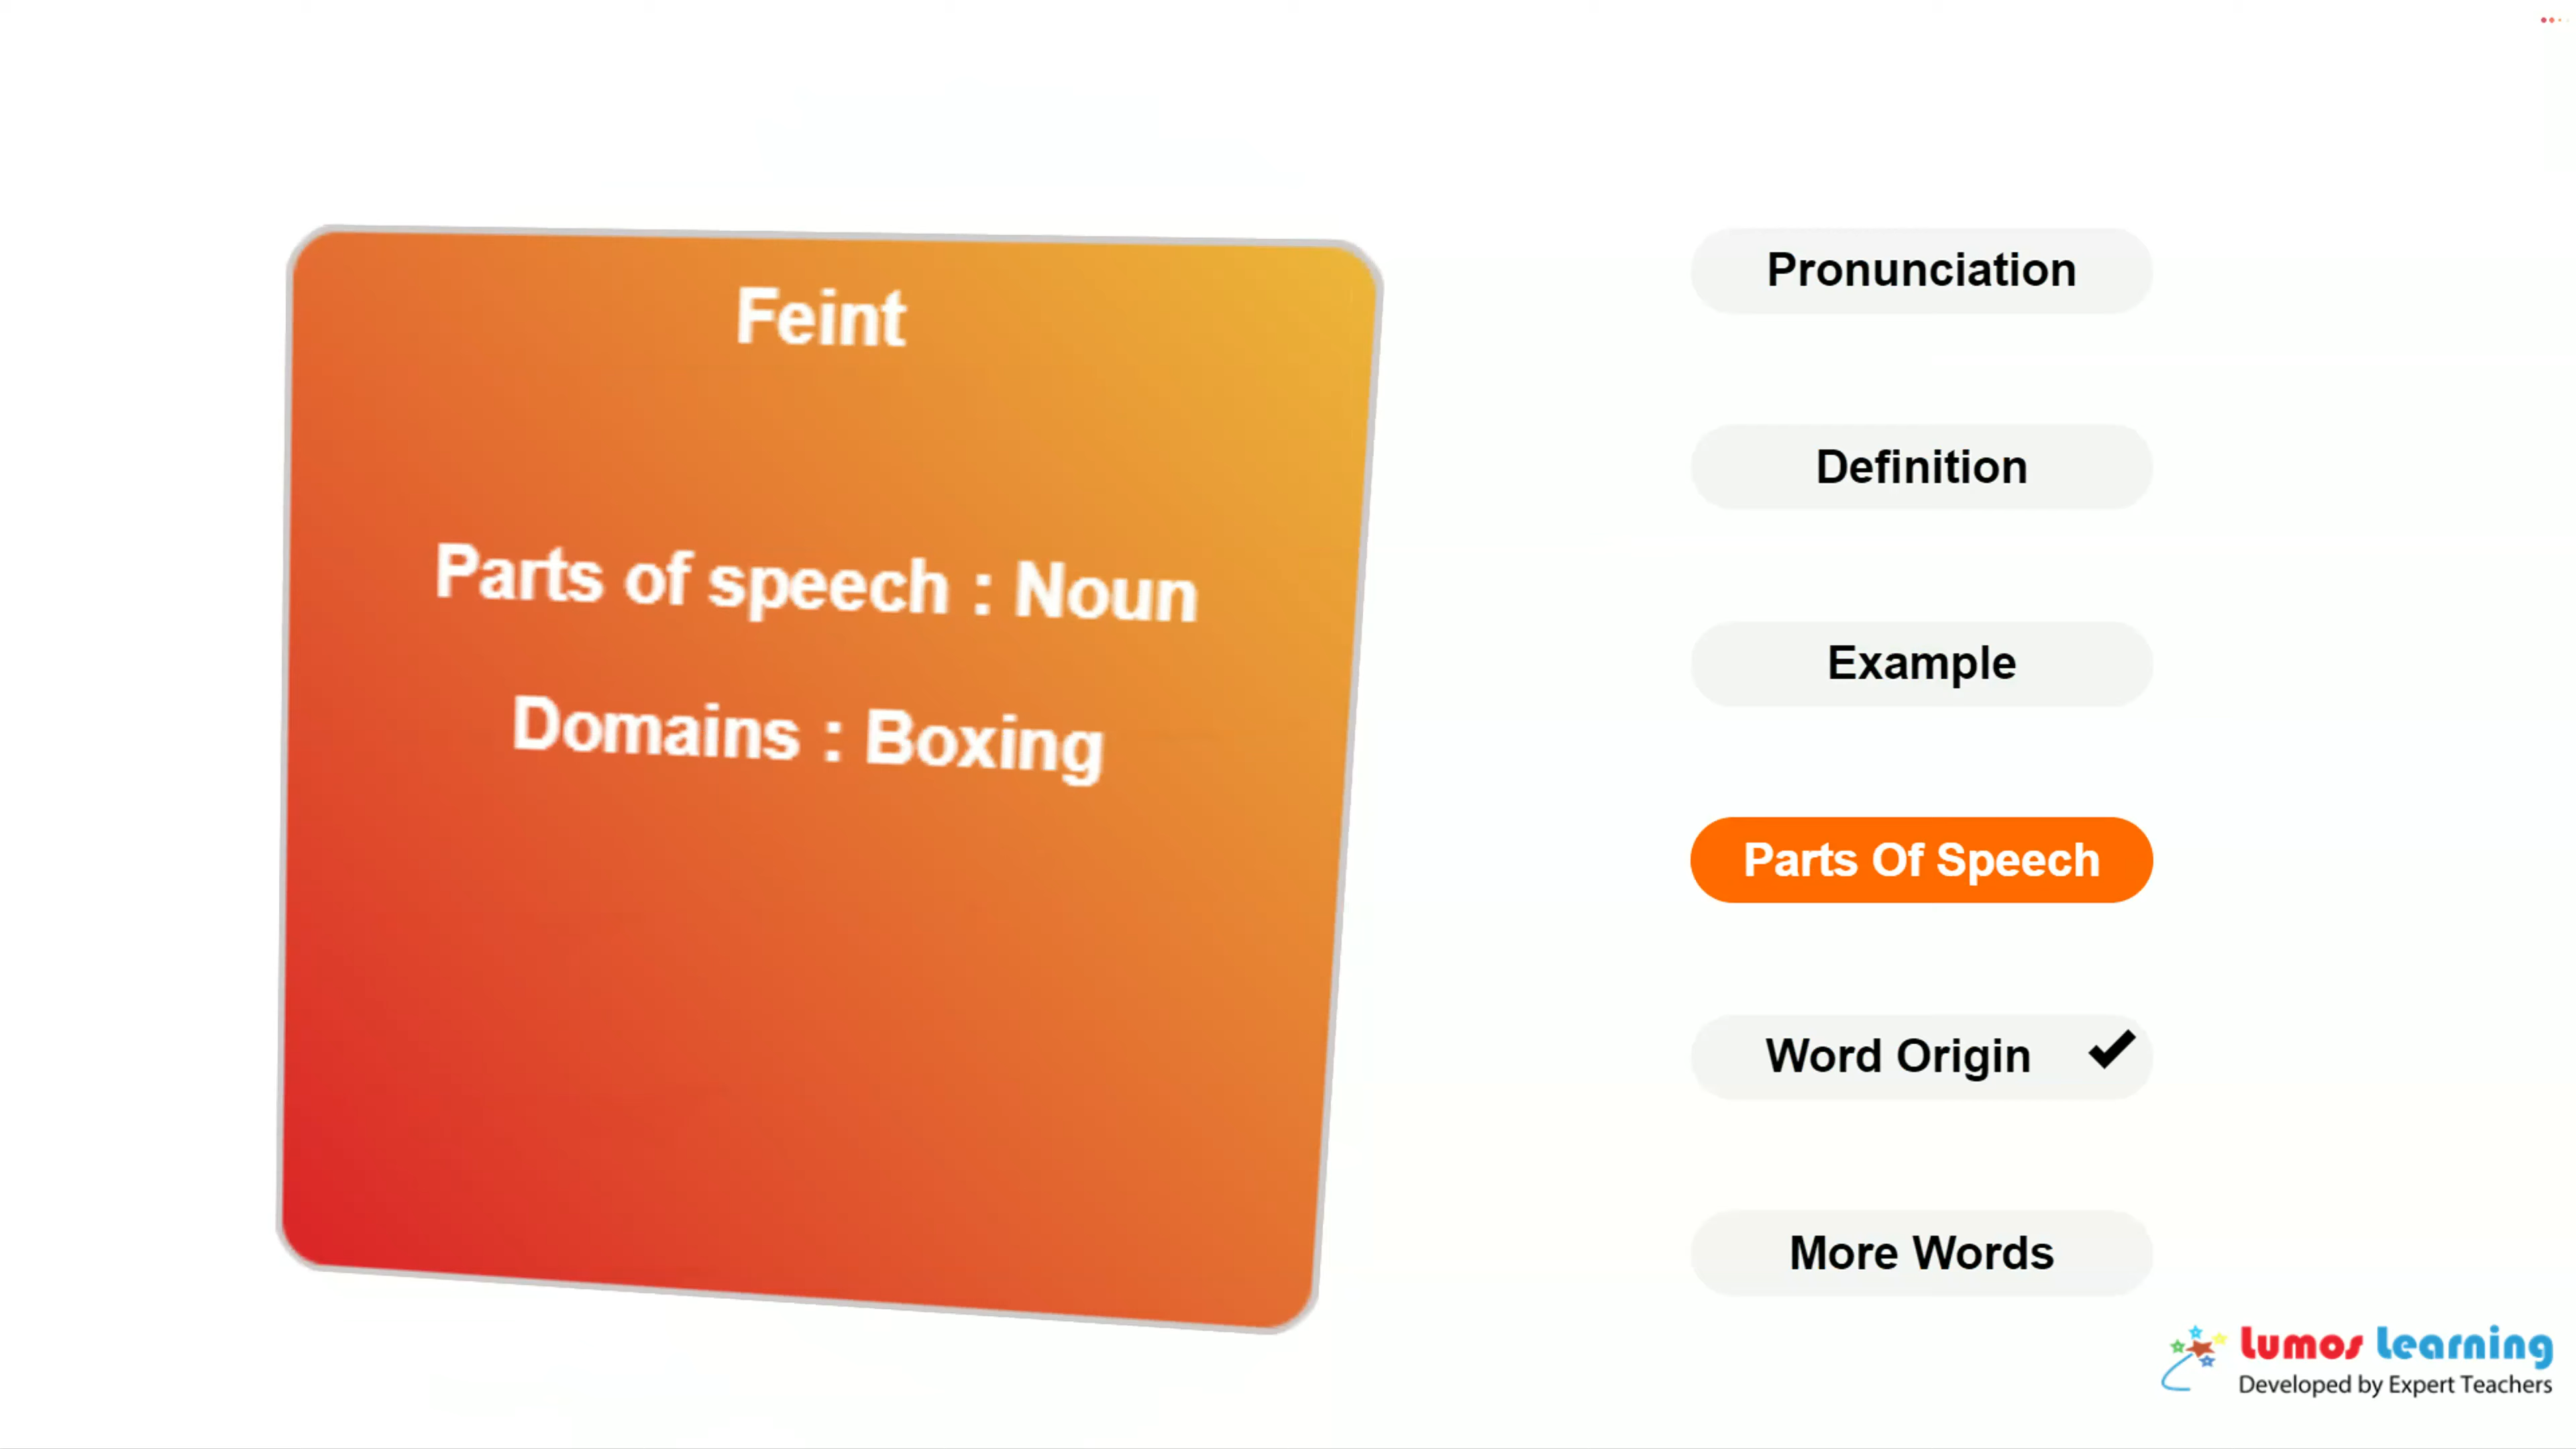 Feint
Parts of speech : Noun
Domains : Boxing
Pronunciation
Definition
Example
Parts Of Speech
Word Origin
More Words
Lumos Learning
Developed by Expert Teachers